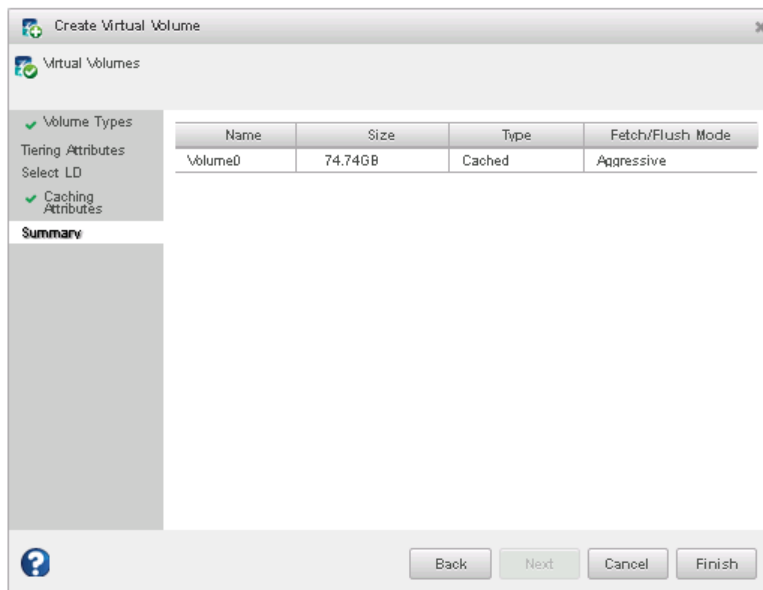 Create Virtual Volume
Virtual Volumes
Volume Types
Tiering Attributes
Select LD
Caching
Attributes
Summary
Name Size Type Fetch/Flush Mode
Volume0 74.74GB Cached Aggressive
? Back Next Cancel Finish